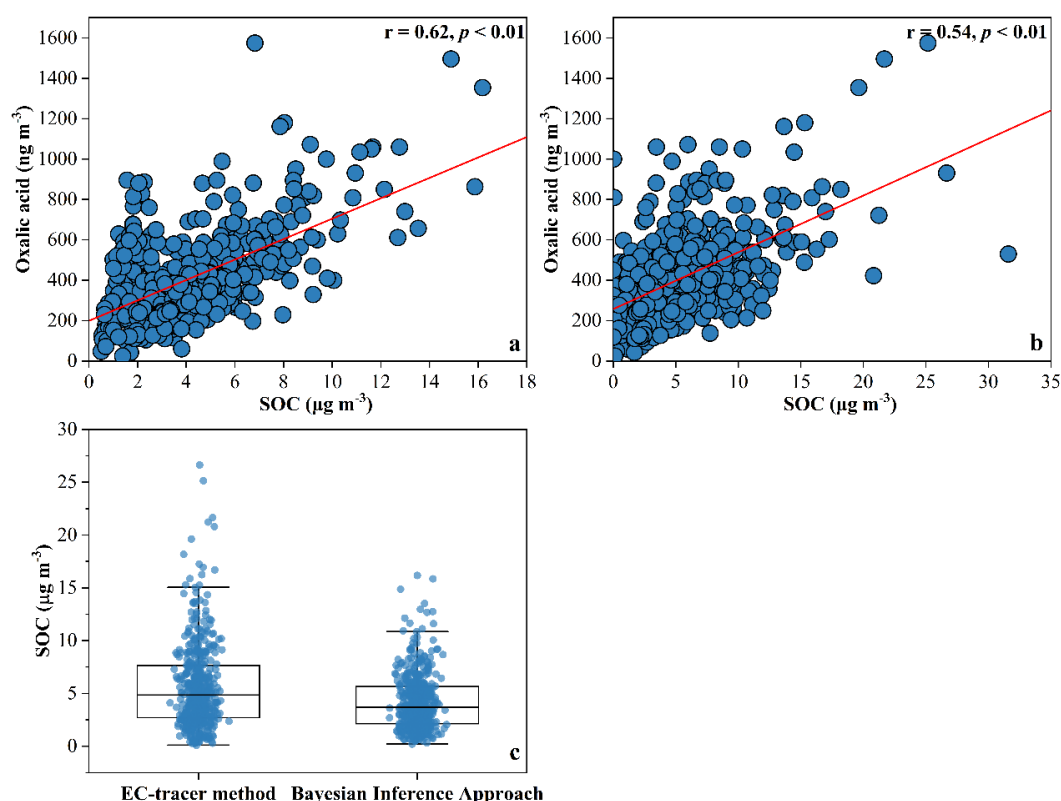 r = 0.62, p < 0.01
1600
1400
1200
1000
800
600
400
200
0
Oxalic acid (ng m⁻³)
0 2 4 6 8 10 12 14 16 18
SOC (µg m⁻³)
a
r = 0.54, p < 0.01
1600
1400
1200
1000
800
600
400
200
0
Oxalic acid (ng m⁻³)
0 5 10 15 20 25 30 35
SOC (µg m⁻³)
b
30
25
20
15
10
5
0
SOC (µg m⁻³)
c
EC-tracer method Bayesian Inference Approach